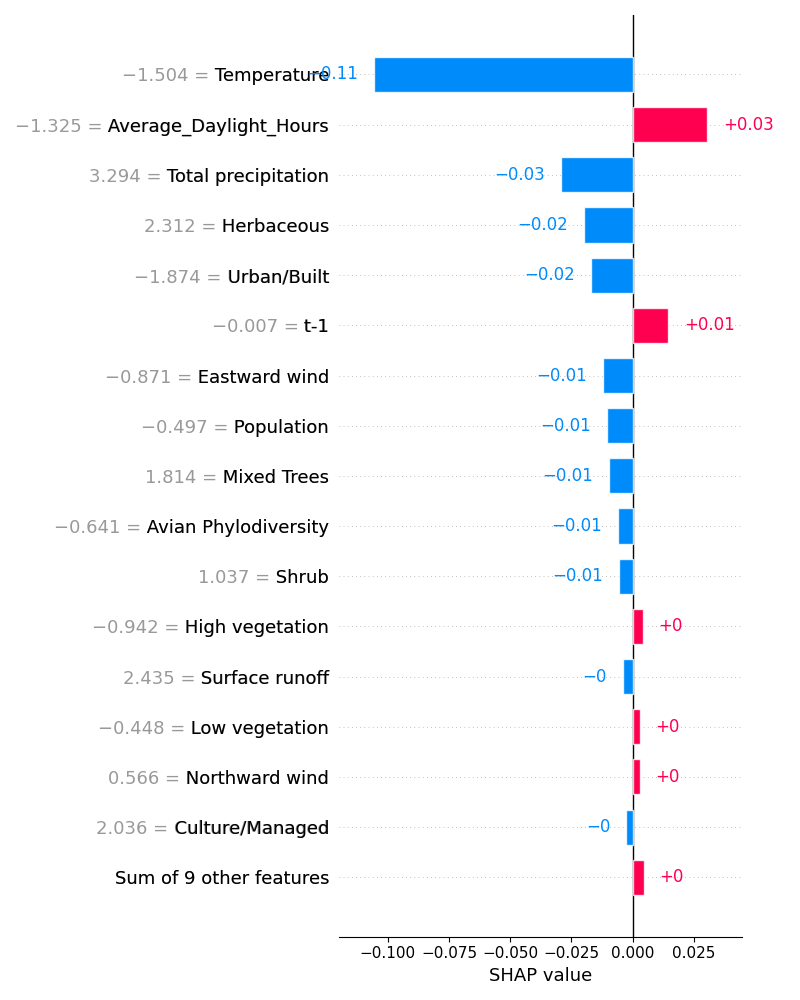 −1.504 = Temperature −0.11
−1.325 = Average_Daylight_Hours +0.03
3.294 = Total precipitation −0.03
2.312 = Herbaceous −0.02
−1.874 = Urban/Built −0.02
−0.007 = t-1 +0.01
−0.871 = Eastward wind −0.01
−0.497 = Population −0.01
1.814 = Mixed Trees −0.01
−0.641 = Avian Phylodiversity −0.01
1.037 = Shrub −0.01
−0.942 = High vegetation +0
2.435 = Surface runoff −0
−0.448 = Low vegetation +0
0.566 = Northward wind +0
2.036 = Culture/Managed −0
Sum of 9 other features +0
−0.100 −0.075 −0.050 −0.025 0.000 0.025
SHAP value